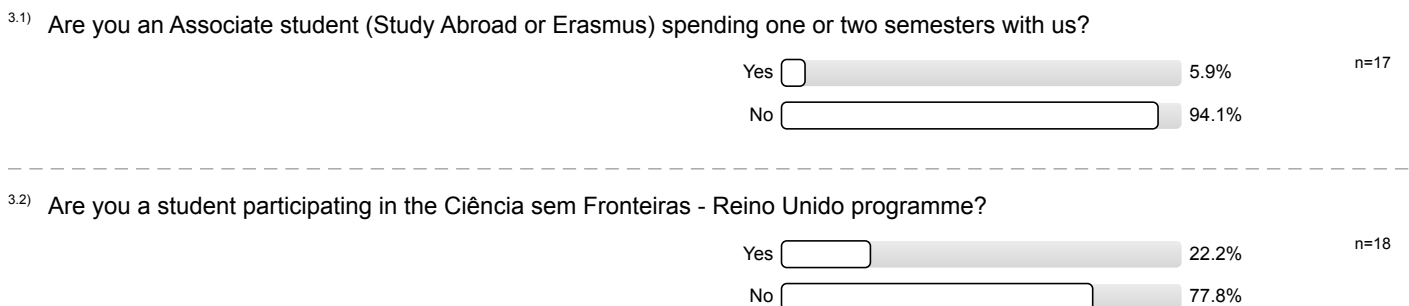 3.1) Are you an Associate student (Study Abroad or Erasmus) spending one or two semesters with us?
Yes 5.9% n=17
No 94.1%
3.2) Are you a student participating in the Ciência sem Fronteiras - Reino Unido programme?
Yes 22.2% n=18
No 77.8%